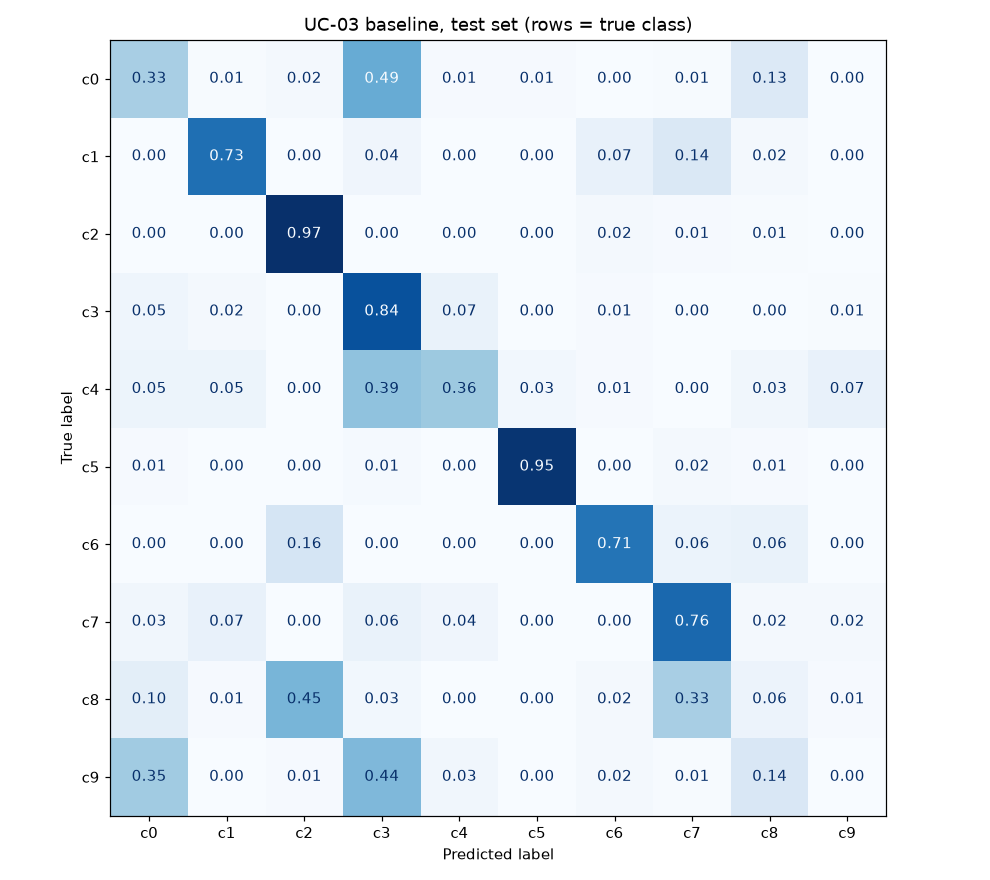 UC-03 baseline, test set (rows = true class)
c0 0.33 0.01 0.02 0.49 0.01 0.01 0.00 0.01 0.13 0.00
c1 0.00 0.73 0.00 0.04 0.00 0.00 0.07 0.14 0.02 0.00
c2 0.00 0.00 0.97 0.00 0.00 0.00 0.02 0.01 0.01 0.00
c3 0.05 0.02 0.00 0.84 0.07 0.00 0.01 0.00 0.00 0.01
c4 0.05 0.05 0.00 0.39 0.36 0.03 0.01 0.00 0.03 0.07
c5 0.01 0.00 0.00 0.01 0.00 0.95 0.00 0.02 0.01 0.00
c6 0.00 0.00 0.16 0.00 0.00 0.00 0.71 0.06 0.06 0.00
c7 0.03 0.07 0.00 0.06 0.04 0.00 0.00 0.76 0.02 0.02
c8 0.10 0.01 0.45 0.03 0.00 0.00 0.02 0.33 0.06 0.01
c9 0.35 0.00 0.01 0.44 0.03 0.00 0.02 0.01 0.14 0.00
c0 c1 c2 c3 c4 c5 c6 c7 c8 c9
Predicted label
True label